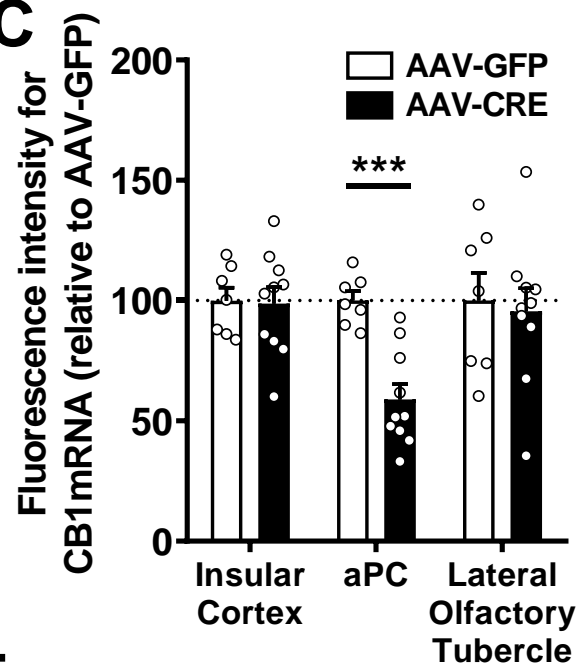 C
Fluorescence intensity for
CB1mRNA (relative to AAV-GFP)
200
150
100
50
0
AAV-GFP
AAV-CRE
***
Insular
Cortex
aPC
Lateral
Olfactory
Tubercle